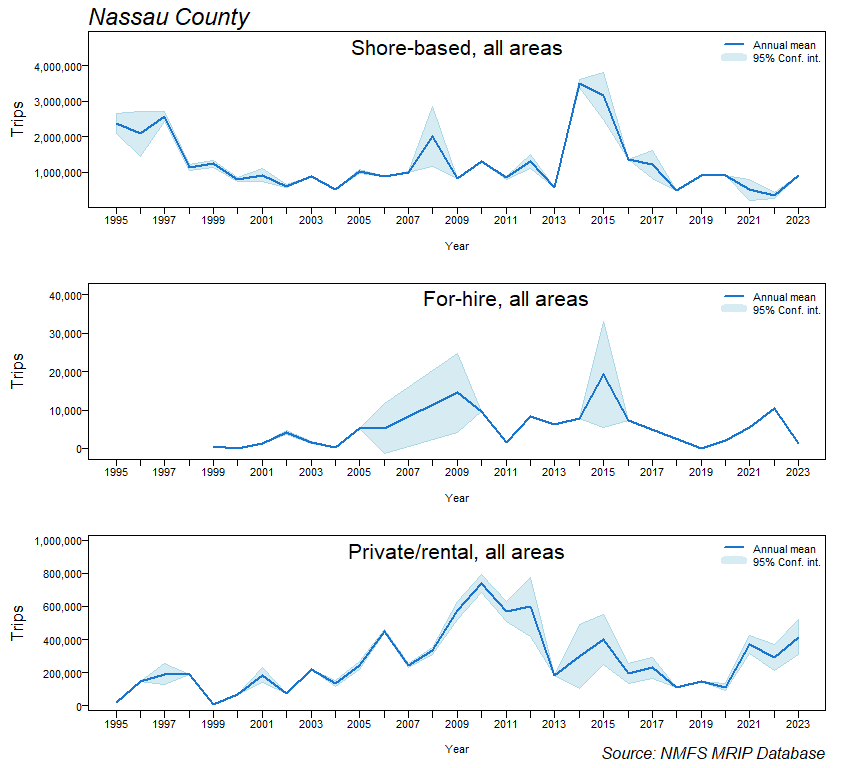 Nassau County
Shore-based, all areas
Annual mean
95% Conf. int.
4,000,000
3,000,000
2,000,000
1,000,000
Trips
1995 1997 1999 2001 2003 2005 2007 2009 2011 2013 2015 2017 2019 2021 2023
Year
For-hire, all areas
Annual mean
95% Conf. int.
40,000
30,000
20,000
10,000
0
Trips
1995 1997 1999 2001 2003 2005 2007 2009 2011 2013 2015 2017 2019 2021 2023
Year
Private/rental, all areas
Annual mean
95% Conf. int.
1,000,000
800,000
600,000
400,000
200,000
0
Trips
1995 1997 1999 2001 2003 2005 2007 2009 2011 2013 2015 2017 2019 2021 2023
Year
Source: NMFS MRIP Database